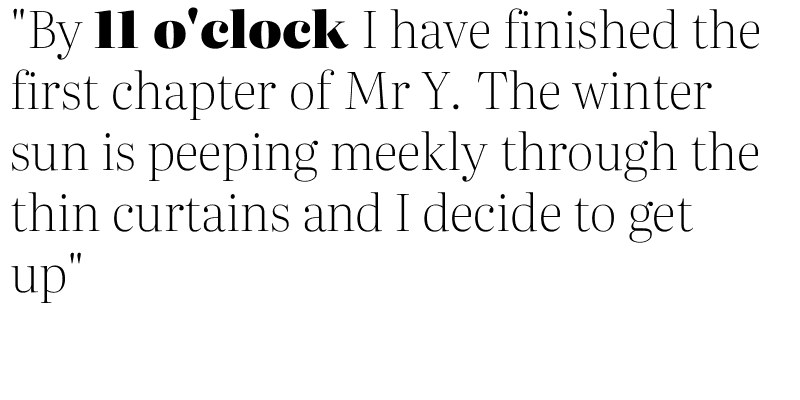 "By 11 o'clock I have finished the
first chapter of Mr Y. The winter
sun is peeping meekly through the
thin curtains and I decide to get
up"